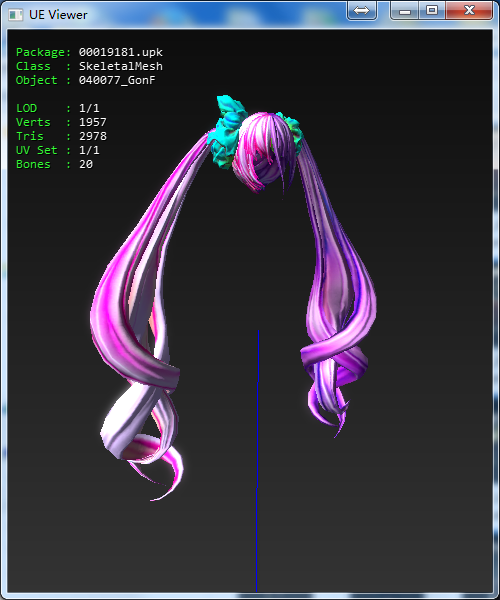 UE Viewer
Package: 00019181.upk
Class : SkeletalMesh
Object : 040077_GonF
LOD : 1/1
Verts : 1957
Tris : 2978
UV Set : 1/1
Bones : 20